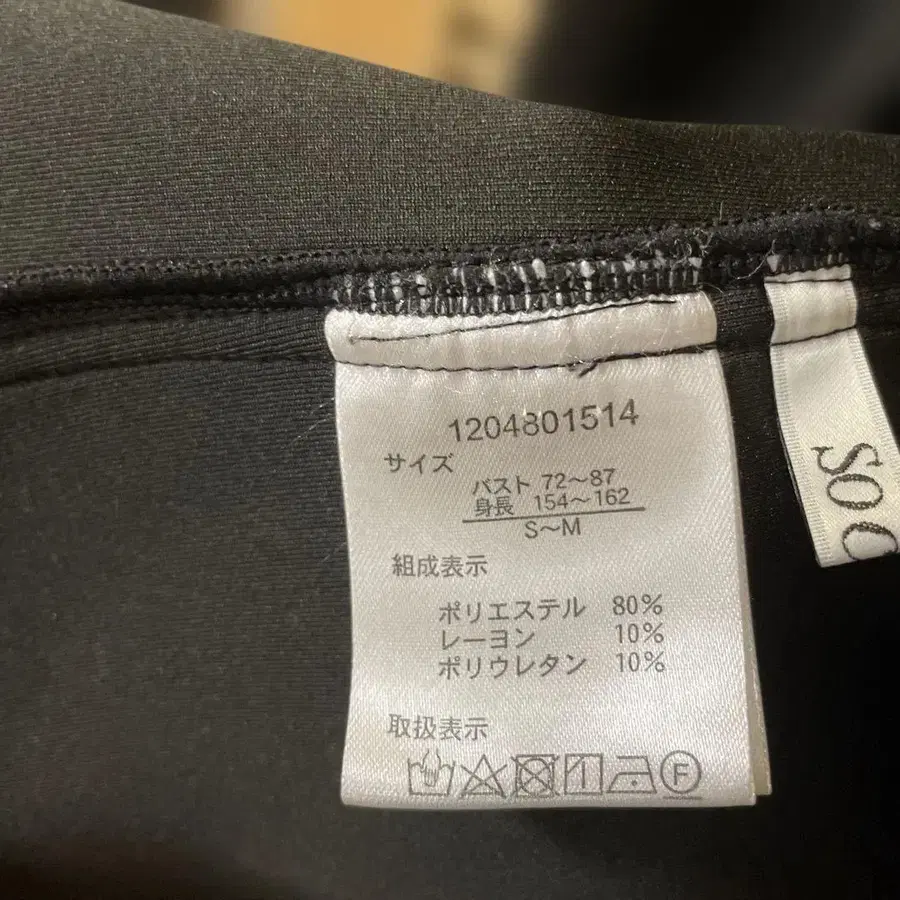 1204801514
サイズ
バスト 72～87
身長 154～162
S～M
組成表示
ポリエステル 80%
レーヨン 10%
ポリウレタン 10%
取扱表示
F